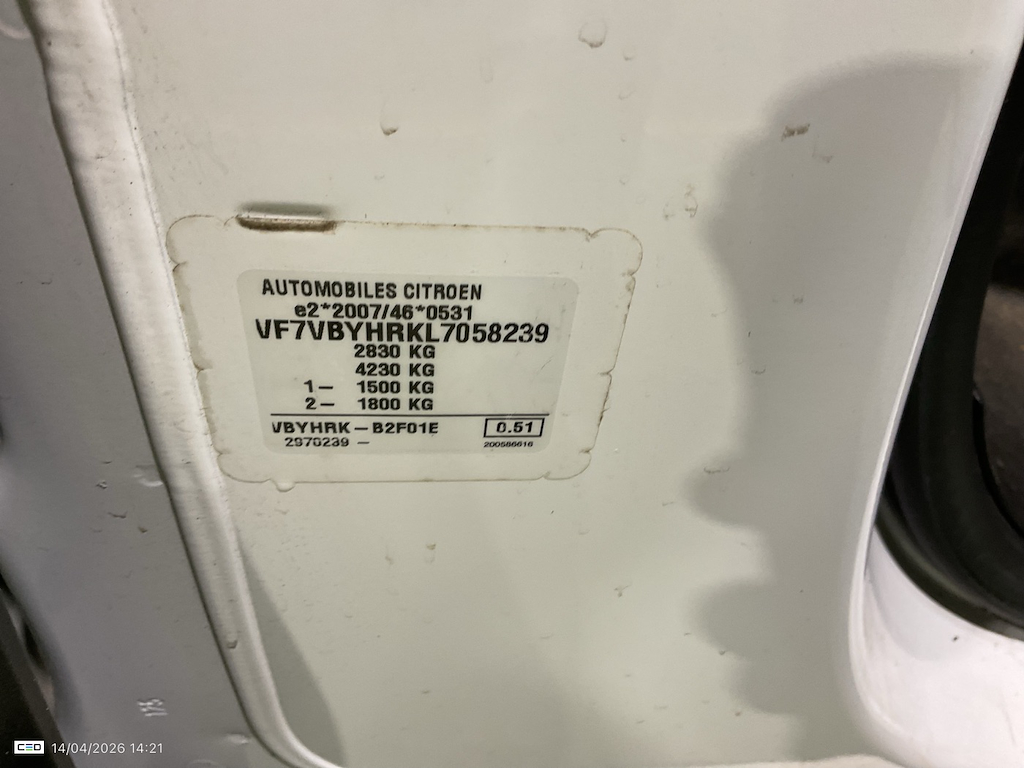 AUTOMOBILES CITROEN
e2*2007/46*0531
VF7VBYHRKL7058239
2830 KG
4230 KG
1– 1500 KG
2– 1800 KG
VBYHRK–B2F01E 0.51
2970239 – 200586616
CEO 14/04/2026 14:21